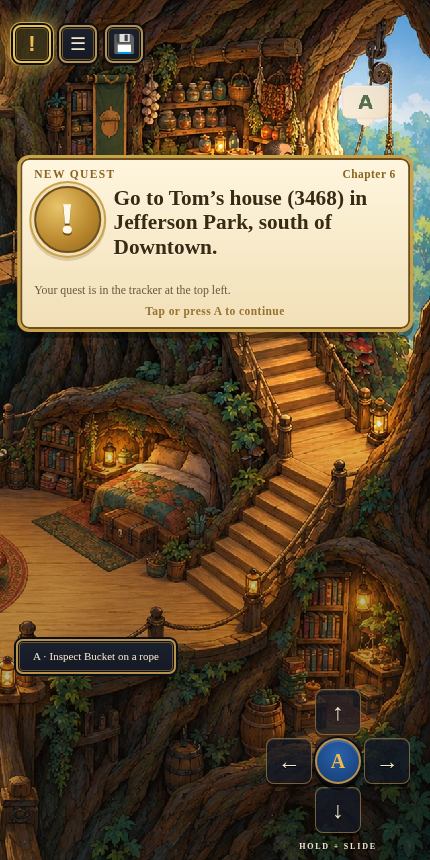 !
☰
A
NEW QUEST
Chapter 6
!
Go to Tom’s house (3468) in
Jefferson Park, south of
Downtown.
Your quest is in the tracker at the top left.
Tap or press A to continue
A · Inspect Bucket on a rope
↑
← A →
↓
HOLD + SLIDE